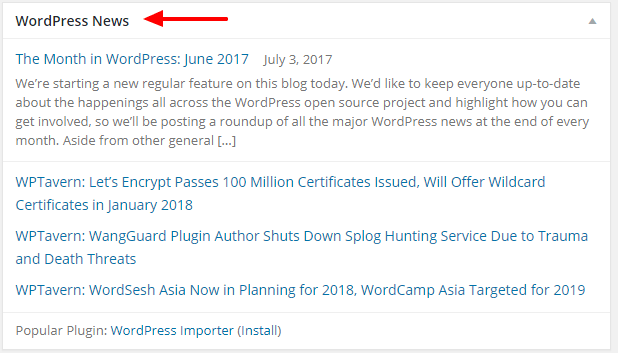 WordPress News
The Month in WordPress: June 2017 July 3, 2017
We’re starting a new regular feature on this blog today. We’d like to keep everyone up-to-date
about the happenings all across the WordPress open source project and highlight how you can
get involved, so we’ll be posting a roundup of all the major WordPress news at the end of every
month. Aside from other general […]
WPTavern: Let’s Encrypt Passes 100 Million Certificates Issued, Will Offer Wildcard
Certificates in January 2018
WPTavern: WangGuard Plugin Author Shuts Down Splog Hunting Service Due to Trauma
and Death Threats
WPTavern: WordSesh Asia Now in Planning for 2018, WordCamp Asia Targeted for 2019
Popular Plugin: WordPress Importer (Install)